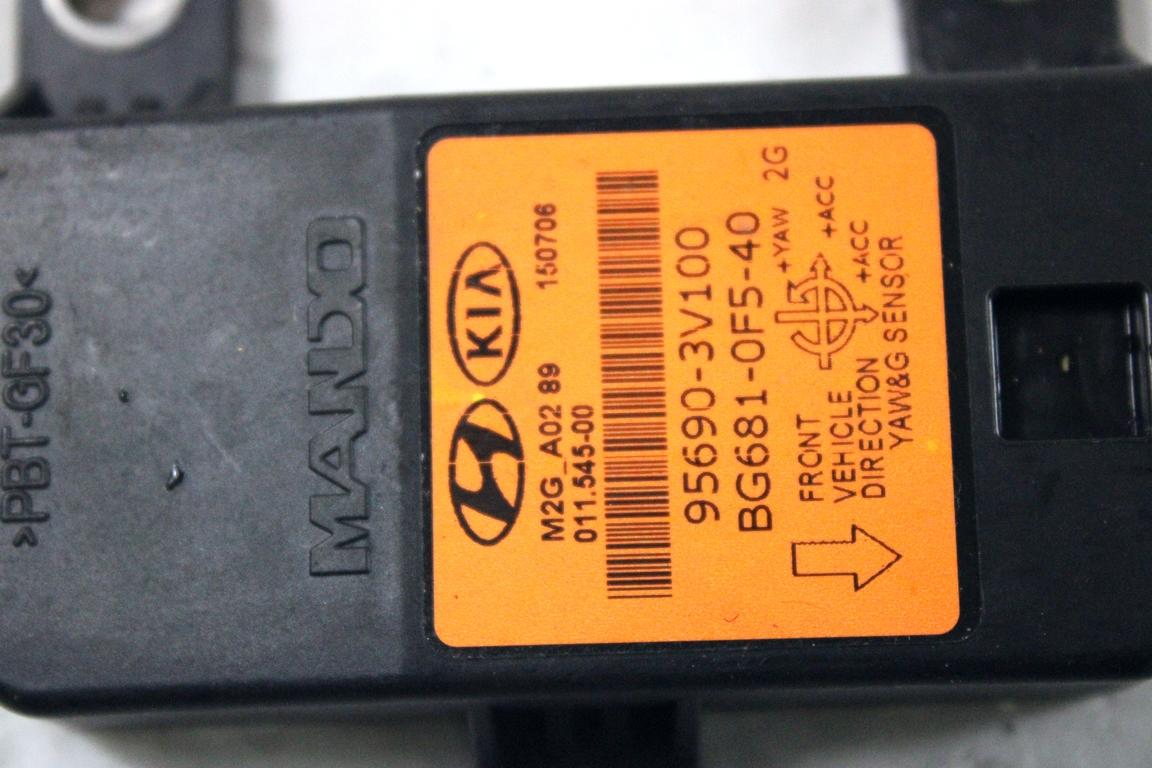 >PBT-GF30<
MANDO
KIA
M2G_A02 89 150706
011.545-00
95690-3V100
BG681-0F5-40
+YAW 2G
FRONT +ACC
VEHICLE +ACC
DIRECTION
YAW&G SENSOR